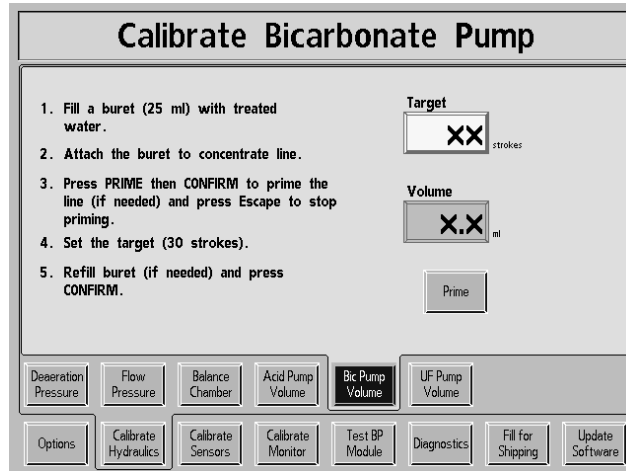 Calibrate Bicarbonate Pump
1. Fill a buret (25 ml) with treated
water.
2. Attach the buret to concentrate line.
3. Press PRIME then CONFIRM to prime the
line (if needed) and press Escape to stop
priming.
4. Set the target (30 strokes).
5. Refill buret (if needed) and press
CONFIRM.
Target
XX strokes
Volume
X.X ml
Prime
Deaeration Pressure
Flow Pressure
Balance Chamber
Acid Pump Volume
Bic Pump Volume
UF Pump Volume
Options
Calibrate Hydraulics
Calibrate Sensors
Calibrate Monitor
Test BP Module
Diagnostics
Fill for Shipping
Update Software